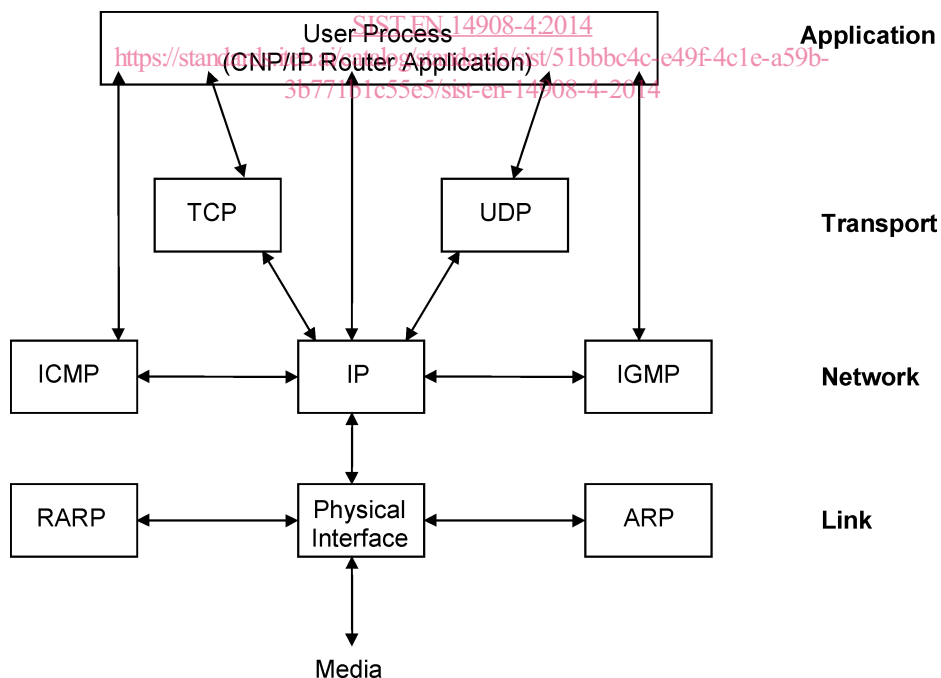 SIST EN 14908-4:2014
User Process
Application
https://standards.iteh.ai/catalog/standards/sist/51bbbc4c-e49f-4c1e-a59b-
(CNP/IP Router Application)
3b771b1c55e5/sist-en-14908-4-2014
TCP
UDP
Transport
ICMP
IP
IGMP
Network
RARP
Physical
Interface
ARP
Link
Media